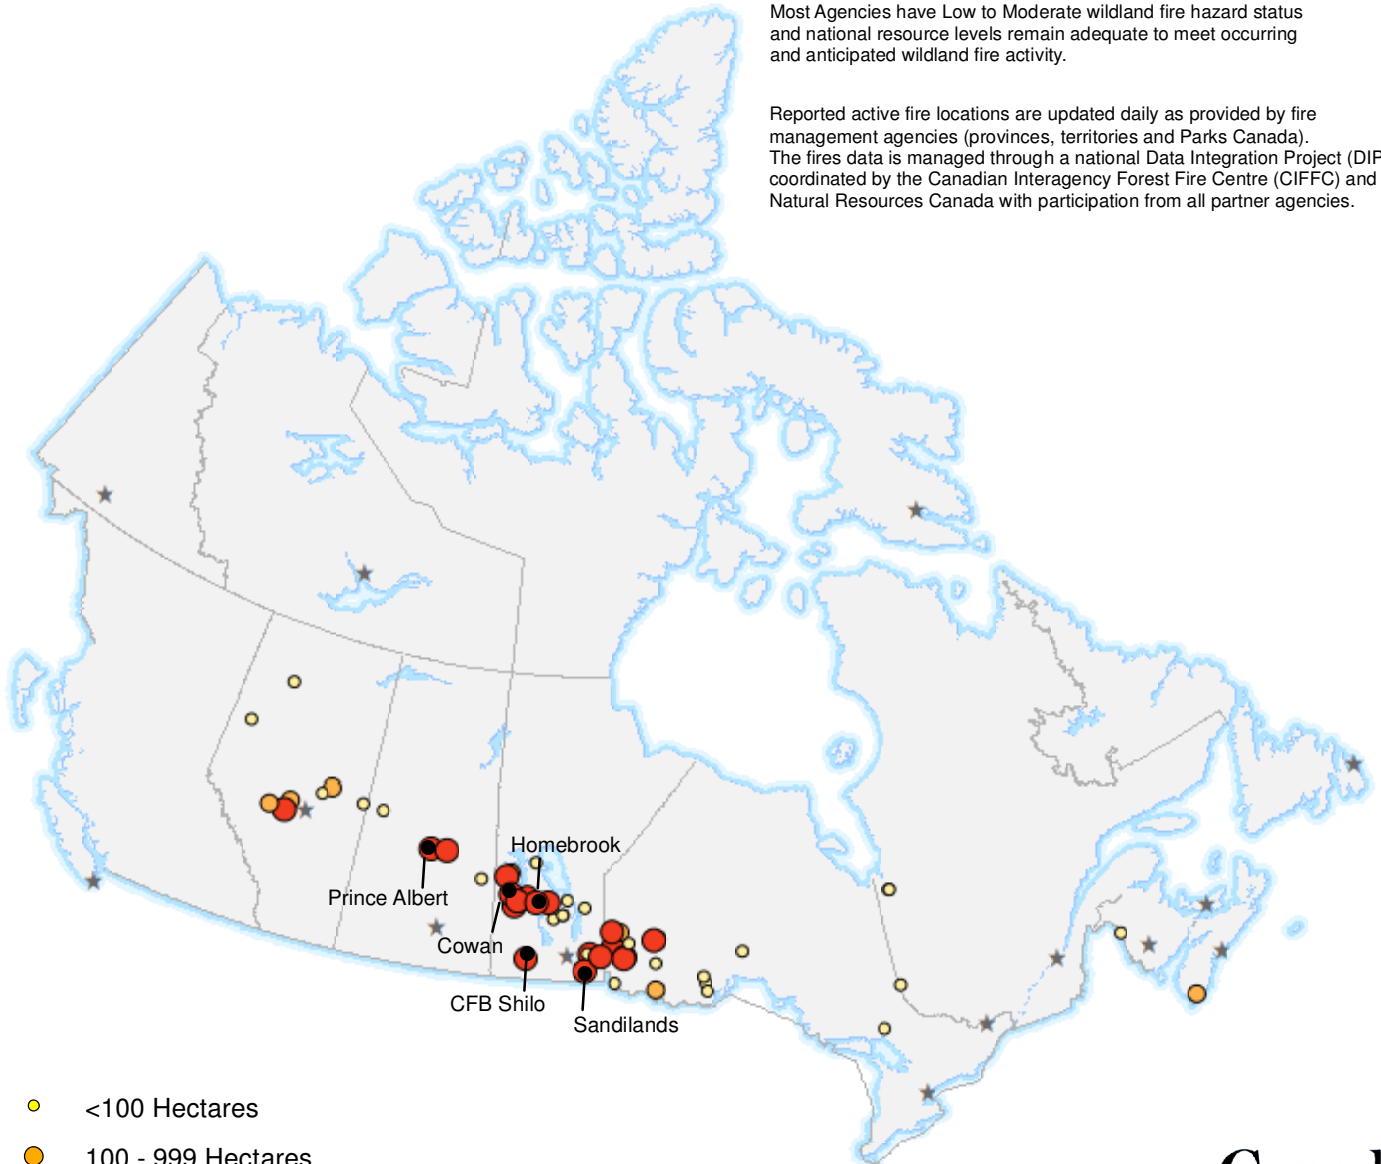 Most Agencies have Low to Moderate wildland fire hazard status
and national resource levels remain adequate to meet occurring
and anticipated wildland fire activity.
Reported active fire locations are updated daily as provided by fire
management agencies (provinces, territories and Parks Canada).
The fires data is managed through a national Data Integration Project (DIP
coordinated by the Canadian Interagency Forest Fire Centre (CIFFC) and
Natural Resources Canada with participation from all partner agencies.
Homebrook
Prince Albert
Cowan
CFB Shilo
Sandilands
<100 Hectares
100 - 999 Hectares